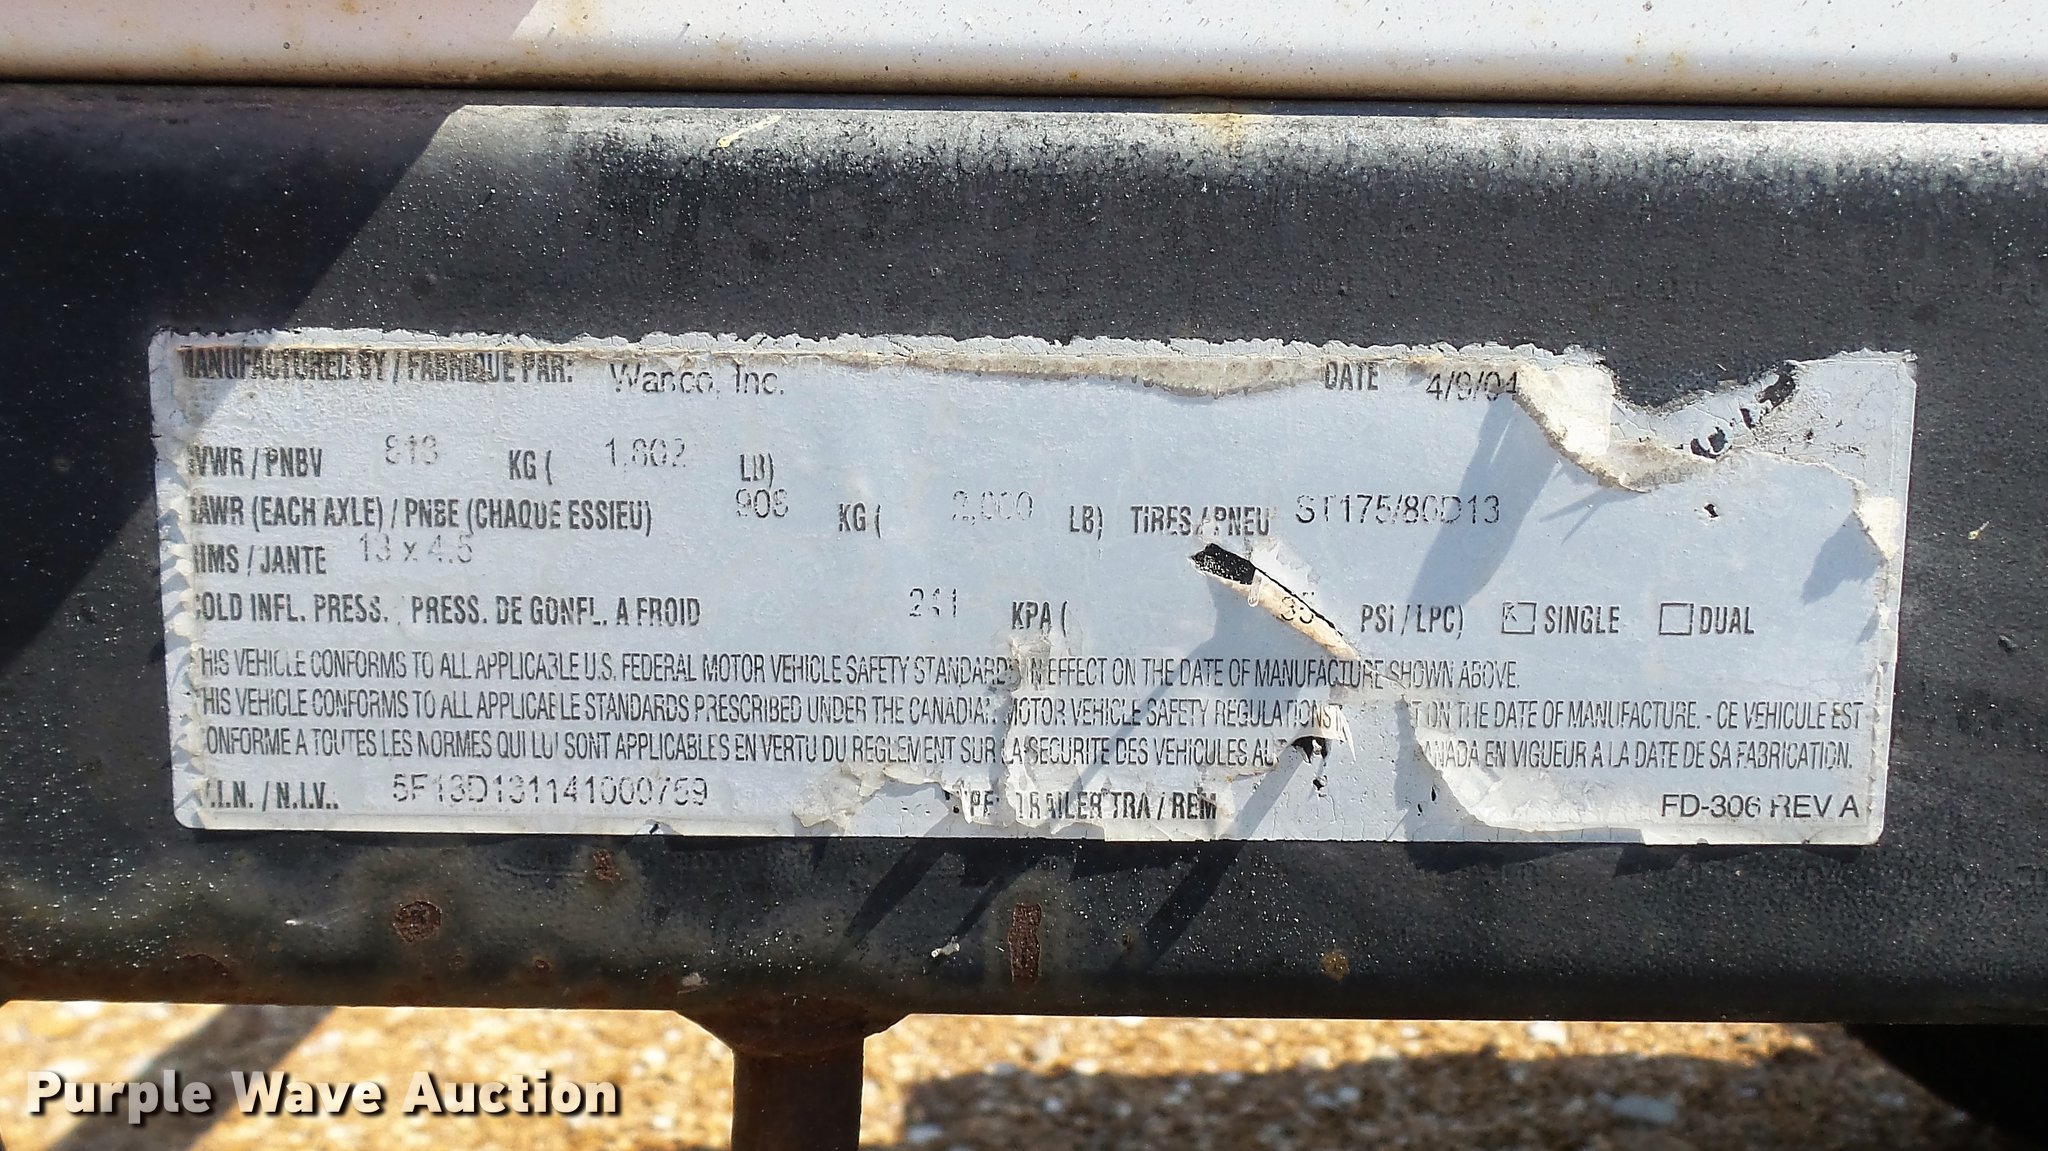 MANUFACTURED BY / FABRIQUE PAR: Wanco, Inc. DATE 4/9/04
GVWR / PNBV 813 KG ( LB)
GAWR (EACH AXLE) / PNBE (CHAQUE ESSIEU) 908 KG ( 2,000 LB) TIRES / PNEU ST175/80D13
RIMS / JANTE 13 x 4.5
COLD INFL. PRESS. / PRESS. DE GONFL. A FROID 241 KPA ( 35 PSI / LPC) SINGLE DUAL
THIS VEHICLE CONFORMS TO ALL APPLICABLE U.S. FEDERAL MOTOR VEHICLE SAFETY STANDARDS IN EFFECT ON THE DATE OF MANUFACTURE SHOWN ABOVE.
THIS VEHICLE CONFORMS TO ALL APPLICABLE STANDARDS PRESCRIBED UNDER THE CANADIAN MOTOR VEHICLE SAFETY REGULATIONS ON THE DATE OF MANUFACTURE. - CE VEHICULE EST
CONFORME A TOUTES LES NORMES QUI LUI SONT APPLICABLES EN VERTU DU REGLEMENT SUR LA SECURITE DES VEHICULES CANADA EN VIGUEUR A LA DATE DE SA FABRICATION.
V.I.N. / N.I.V.. 5F13D131141000759 TYPE: TRAILER TRA / REM FD-306 REV A
Purple Wave Auction